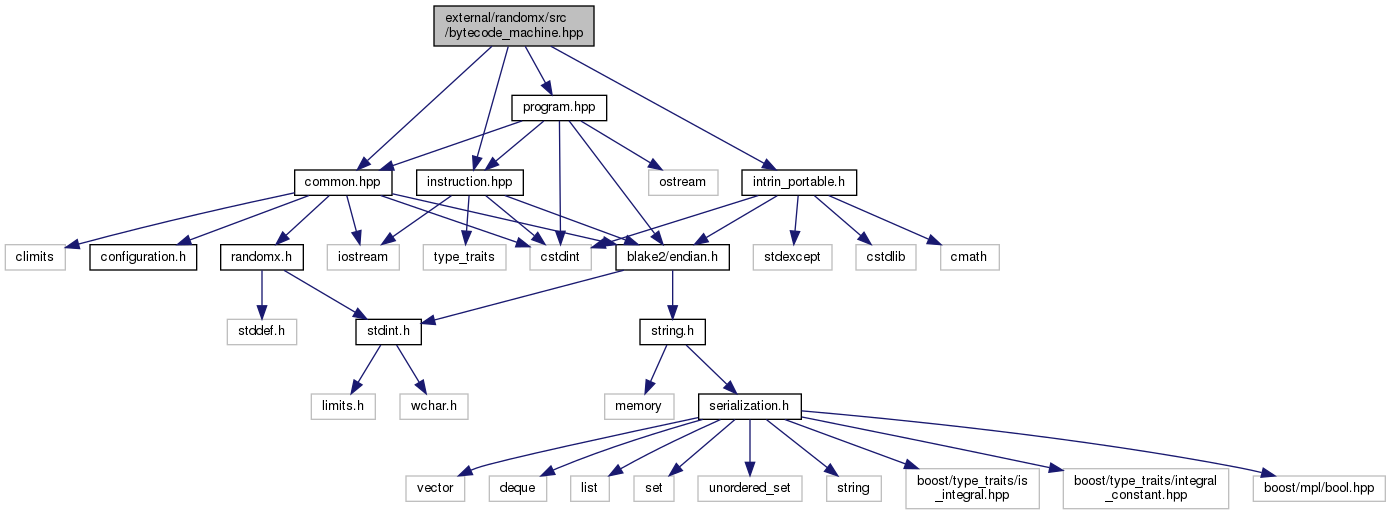 external/randomx/src
/bytecode_machine.hpp
program.hpp
common.hpp
instruction.hpp
ostream
intrin_portable.h
climits
configuration.h
randomx.h
iostream
type_traits
cstdint
blake2/endian.h
stdexcept
cstdlib
cmath
stddef.h
stdint.h
string.h
limits.h
wchar.h
memory
serialization.h
vector
deque
list
set
unordered_set
string
boost/type_traits/is
_integral.hpp
boost/type_traits/integral
_constant.hpp
boost/mpl/bool.hpp